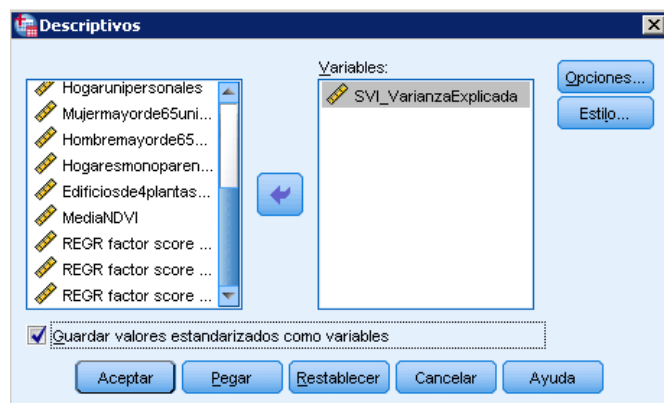 Descriptivos
Hogarunipersonales
Mujermayorde65uni...
Hombremayorde65...
Hogaresmonoparen...
Edificiosde4plantas...
MediaNDVI
REGR factor score ...
REGR factor score ...
REGR factor score ...
Variables:
SVI_VarianzaExplicada
Opciones...
Estilo...
Guardar valores estandarizados como variables
Aceptar
Pegar
Restablecer
Cancelar
Ayuda